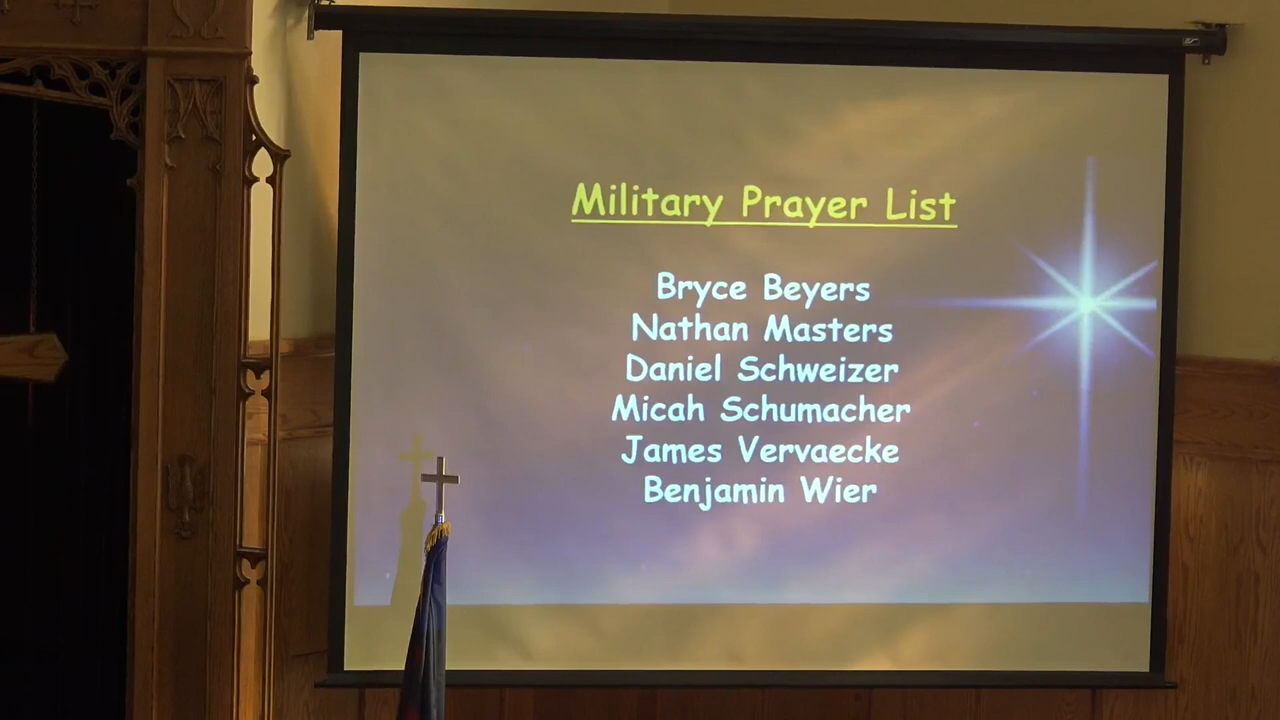 Military Prayer List
Bryce Beyers
Nathan Masters
Daniel Schweizer
Micah Schumacher
James Vervaecke
Benjamin Wier